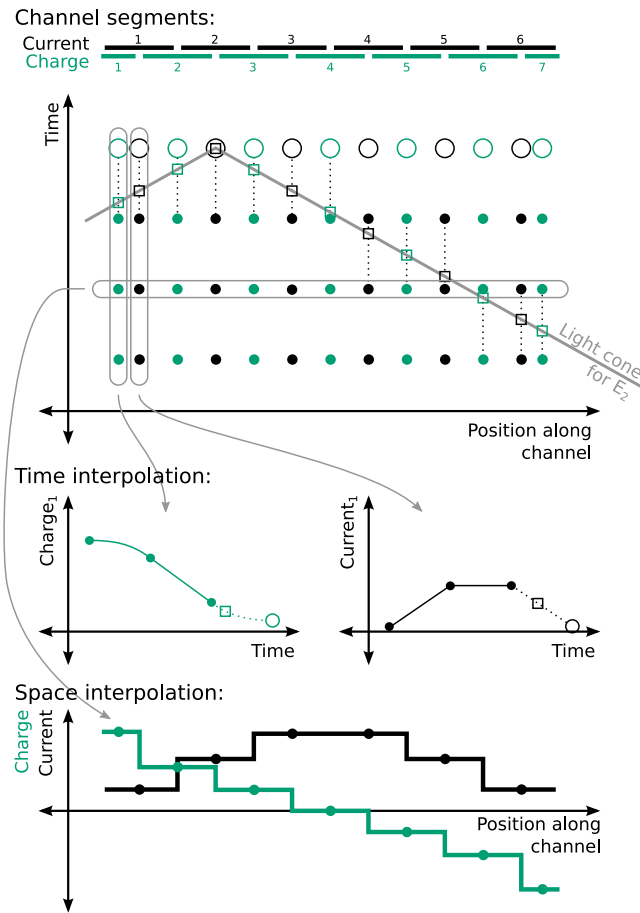 Channel segments:
Current 1 2 3 4 5 6
Charge 1 2 3 4 5 6 7
Time
Light cone
for E₂
Position along
channel
Time interpolation:
Charge₁
Time
Current₁
Time
Space interpolation:
Charge
Current
Position along
channel